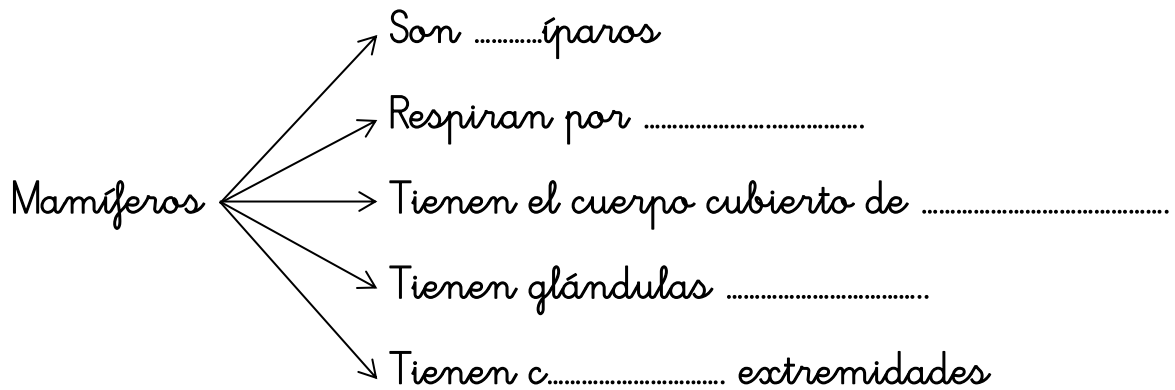 Son ............íparos
Respiran por .......................................
Mamíferos
Tienen el cuerpo cubierto de ...........................................
Tienen glándulas ....................................
Tienen c............................... extremidades